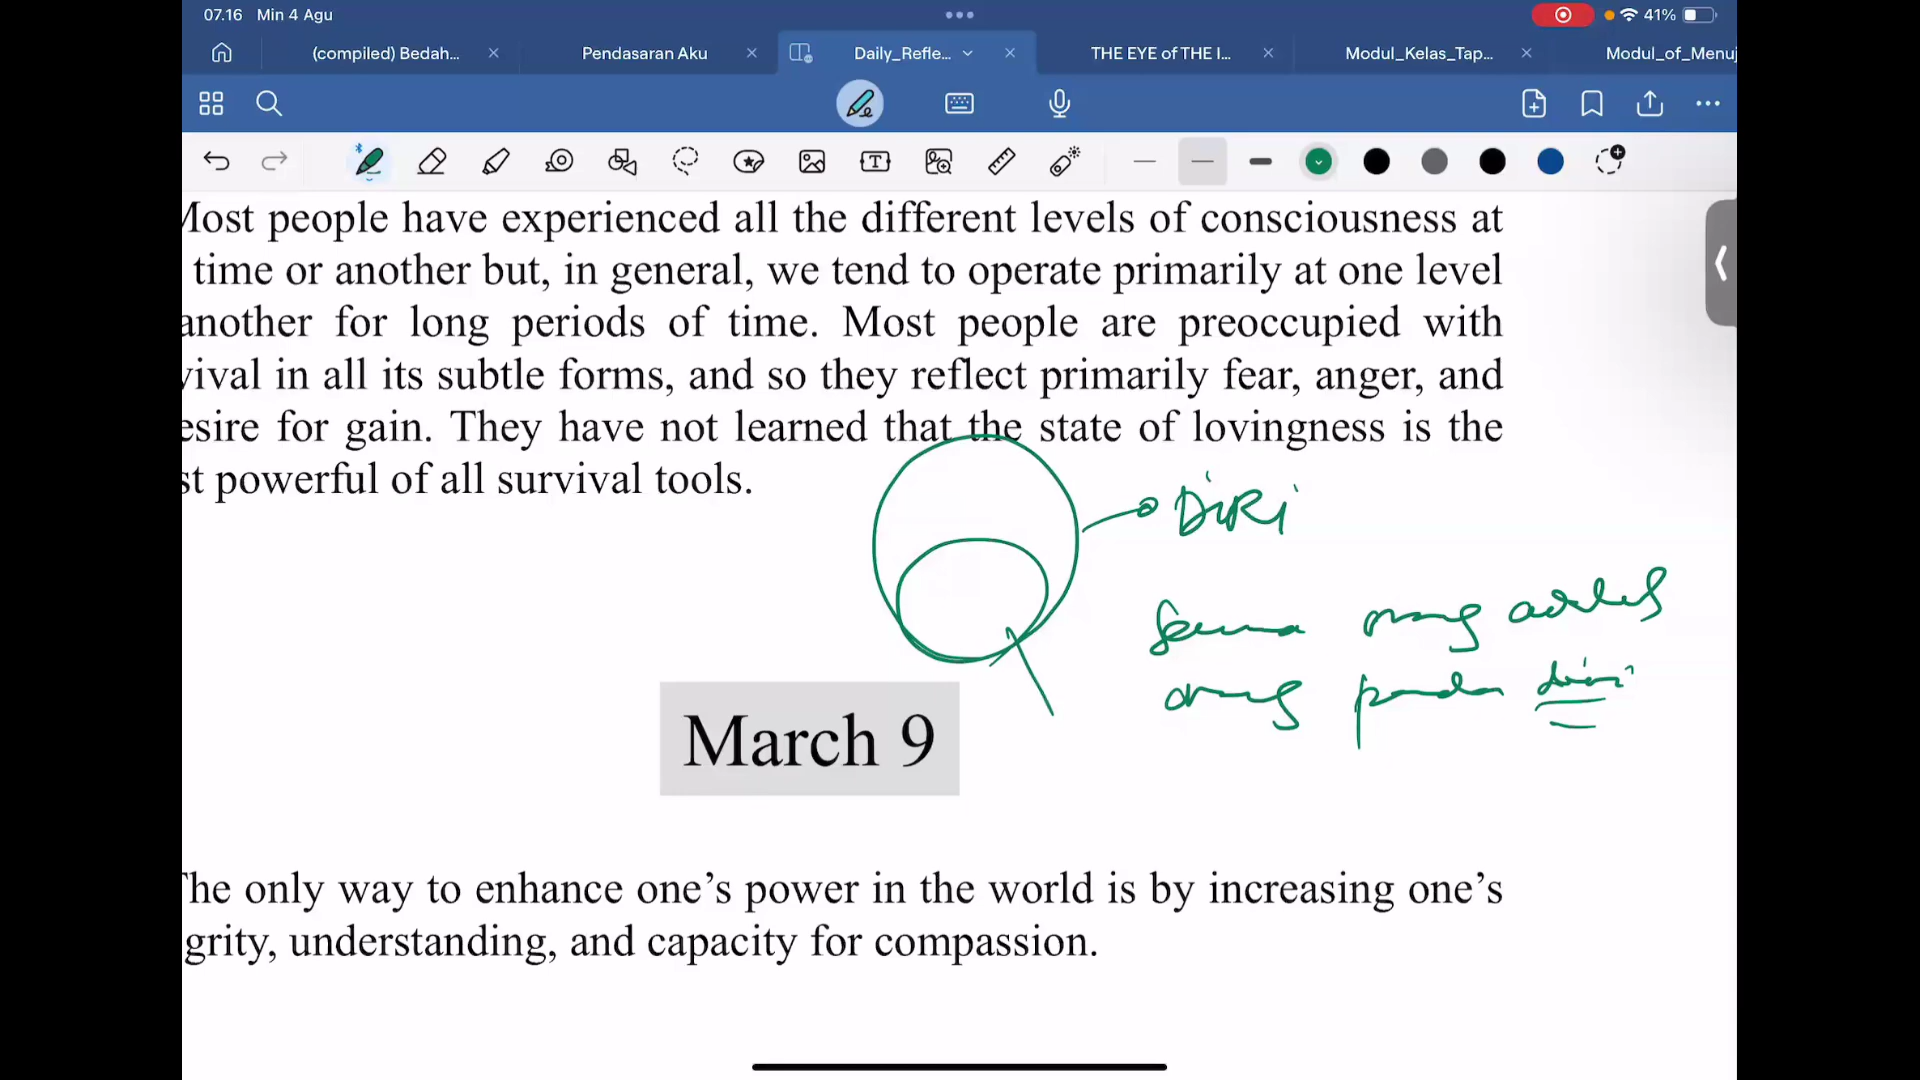 07.16 Min 4 Agu
41%
(compiled) Bedah...
Pendasaran Aku
Daily_Refle...
THE EYE of THE I...
Modul_Kelas_Tap...
Modul_of_Menuj
Most people have experienced all the different levels of consciousness at
time or another but, in general, we tend to operate primarily at one level
another for long periods of time. Most people are preoccupied with
vival in all its subtle forms, and so they reflect primarily fear, anger, and
esire for gain. They have not learned that the state of lovingness is the
st powerful of all survival tools.
DiRi
Semua orang adalah
orang pada diri
March 9
The only way to enhance one's power in the world is by increasing one's
grity, understanding, and capacity for compassion.